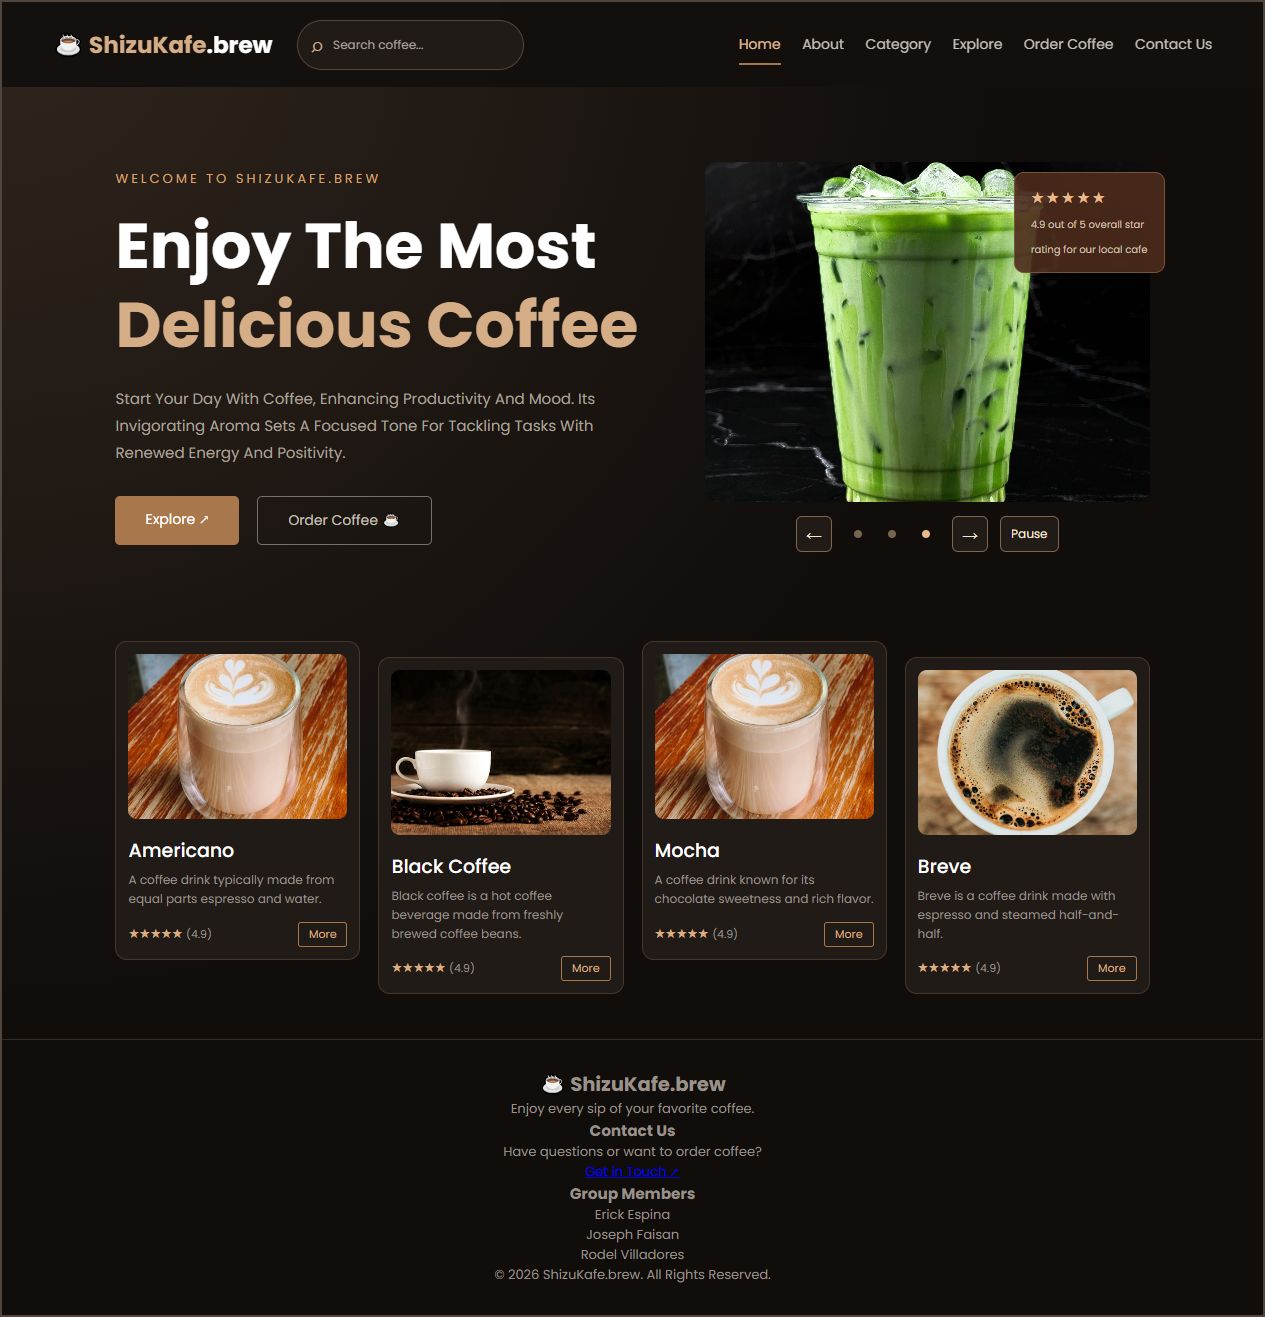 ☕ ShizuKafe.brew
Search coffee...
Home About Category Explore Order Coffee Contact Us
WELCOME TO SHIZUKAFE.BREW
Enjoy The Most
Delicious Coffee
Start Your Day With Coffee, Enhancing Productivity And Mood. Its
Invigorating Aroma Sets A Focused Tone For Tackling Tasks With
Renewed Energy And Positivity.
Explore ↗
Order Coffee ☕
★★★★★
4.9 out of 5 overall star
rating for our local cafe
← → Pause
Americano
A coffee drink typically made from
equal parts espresso and water.
★★★★★ (4.9) More
Black Coffee
Black coffee is a hot coffee
beverage made from freshly
brewed coffee beans.
★★★★★ (4.9) More
Mocha
A coffee drink known for its
chocolate sweetness and rich flavor.
★★★★★ (4.9) More
Breve
Breve is a coffee drink made with
espresso and steamed half-and-
half.
★★★★★ (4.9) More
☕ ShizuKafe.brew
Enjoy every sip of your favorite coffee.
Contact Us
Have questions or want to order coffee?
Get in Touch ↗
Group Members
Erick Espina
Joseph Faisan
Rodel Villadores
© 2026 ShizuKafe.brew. All Rights Reserved.